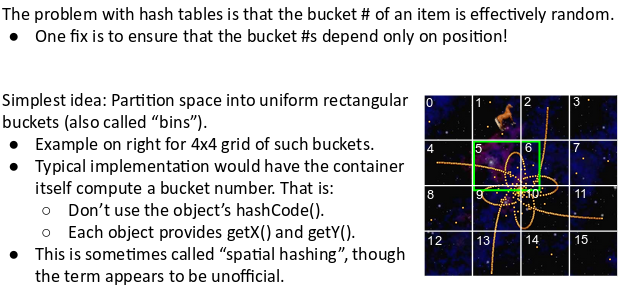 The problem with hash tables is that the bucket # of an item is effectively random.
● One fix is to ensure that the bucket #s depend only on position!
Simplest idea: Partition space into uniform rectangular
buckets (also called “bins”).
● Example on right for 4x4 grid of such buckets.
● Typical implementation would have the container
itself compute a bucket number. That is:
○ Don’t use the object’s hashCode().
○ Each object provides getX() and getY().
● This is sometimes called “spatial hashing”, though
the term appears to be unofficial.
0 1 2 3
4 5 6 7
8 9 10 11
12 13 14 15